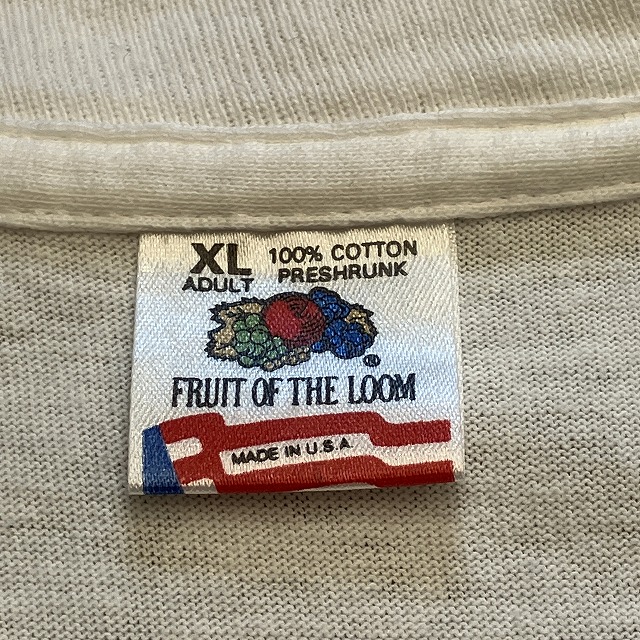 XL 100% COTTON
ADULT PRESHRUNK
®
FRUIT OF THE LOOM
MADE IN U.S.A.